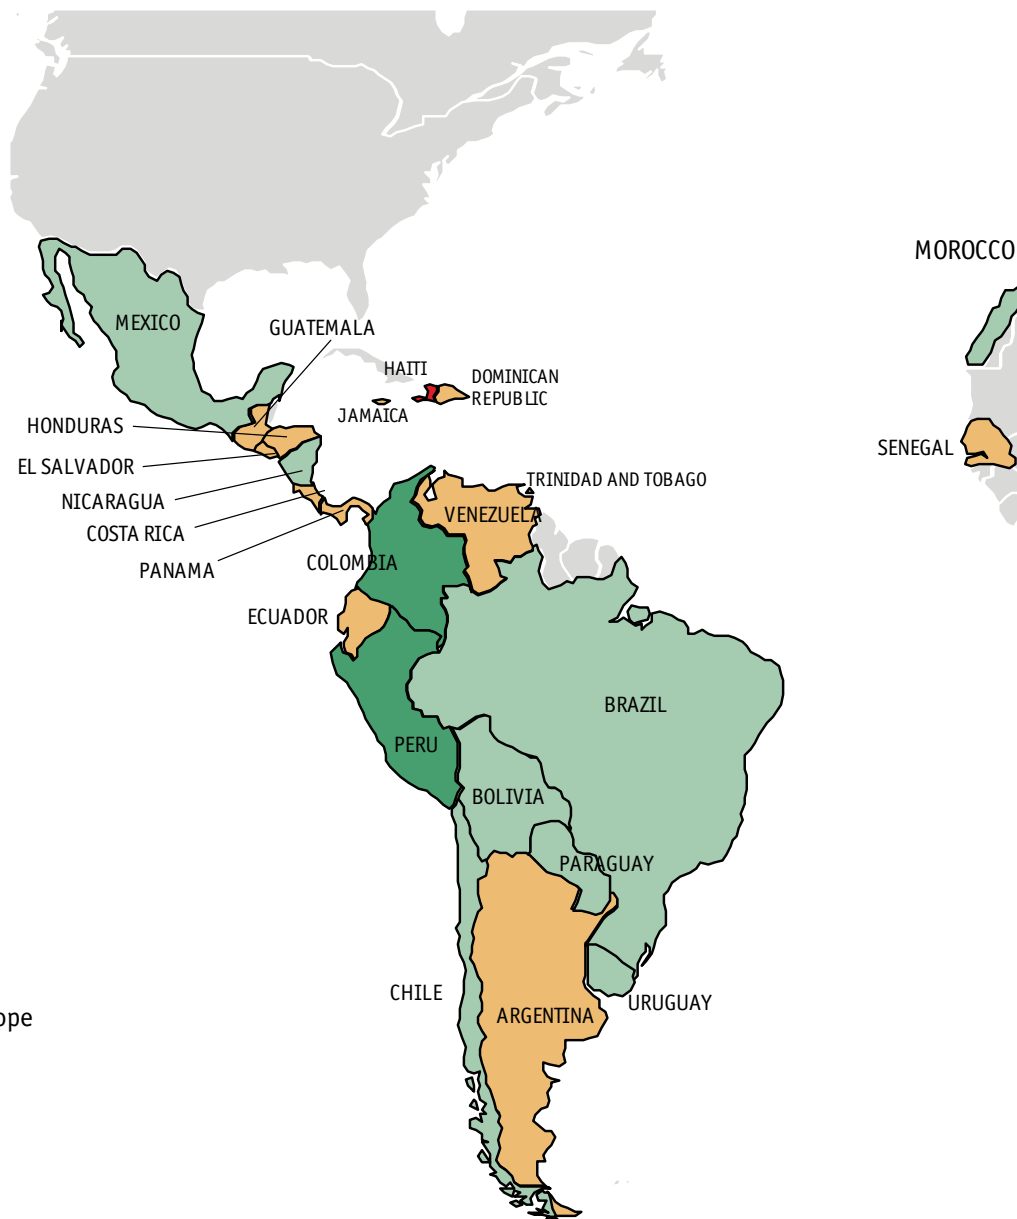 MOROCCO
MEXICO
GUATEMALA
HAITI
DOMINICAN
REPUBLIC
JAMAICA
HONDURAS
SENEGAL
EL SALVADOR
TRINIDAD AND TOBAGO
NICARAGUA
VENEZUELA
COSTA RICA
PANAMA
COLOMBIA
ECUADOR
BRAZIL
PERU
BOLIVIA
PARAGUAY
CHILE
URUGUAY
ARGENTINA
ope